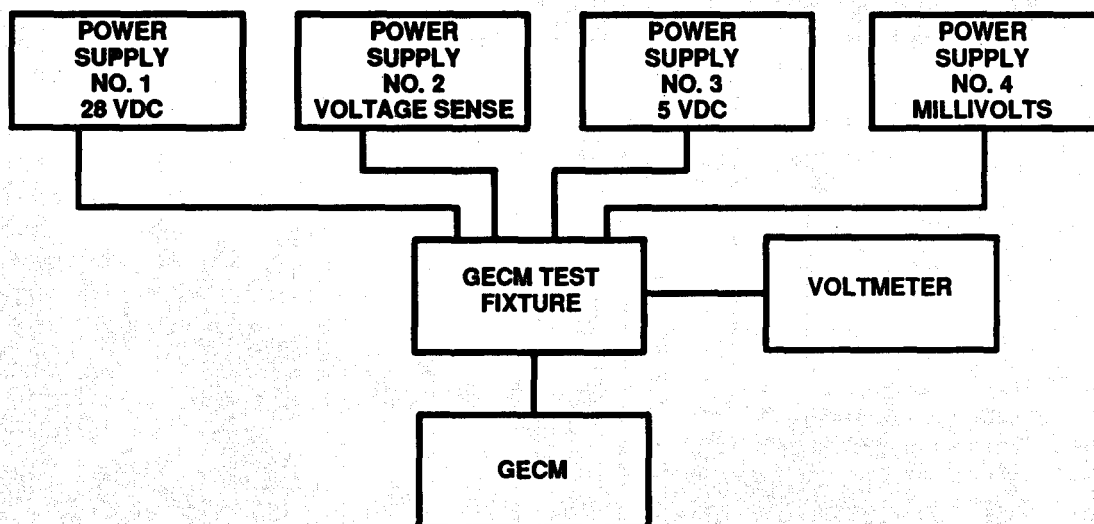 POWER
SUPPLY
NO. 1
28 VDC
POWER
SUPPLY
NO. 2
VOLTAGE SENSE
POWER
SUPPLY
NO. 3
5 VDC
POWER
SUPPLY
NO. 4
MILLIVOLTS
GECM TEST
FIXTURE
VOLTMETER
GECM